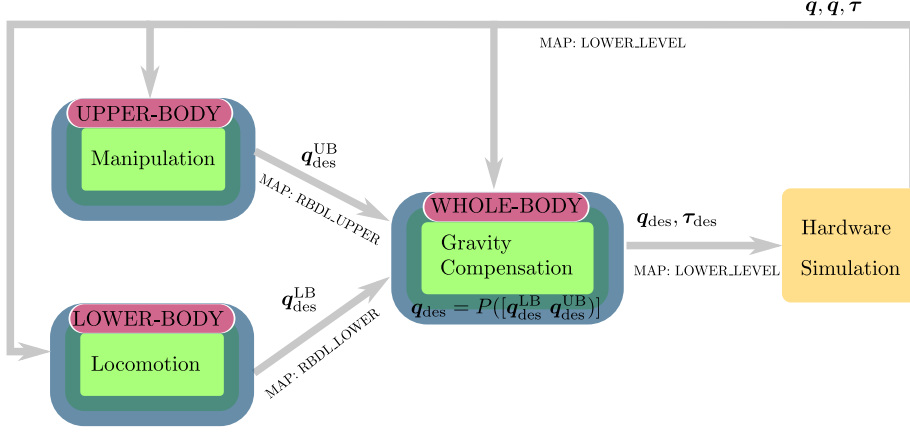 q, q, τ
MAP: LOWER_LEVEL
UPPER-BODY
Manipulation
q_des^UB
MAP: RBDL_UPPER
WHOLE-BODY
Gravity
Compensation
q_des = P([q_des^LB q_des^UB)]
q_des, τ_des
MAP: LOWER_LEVEL
Hardware
Simulation
q_des^LB
MAP: RBDL_LOWER
LOWER-BODY
Locomotion